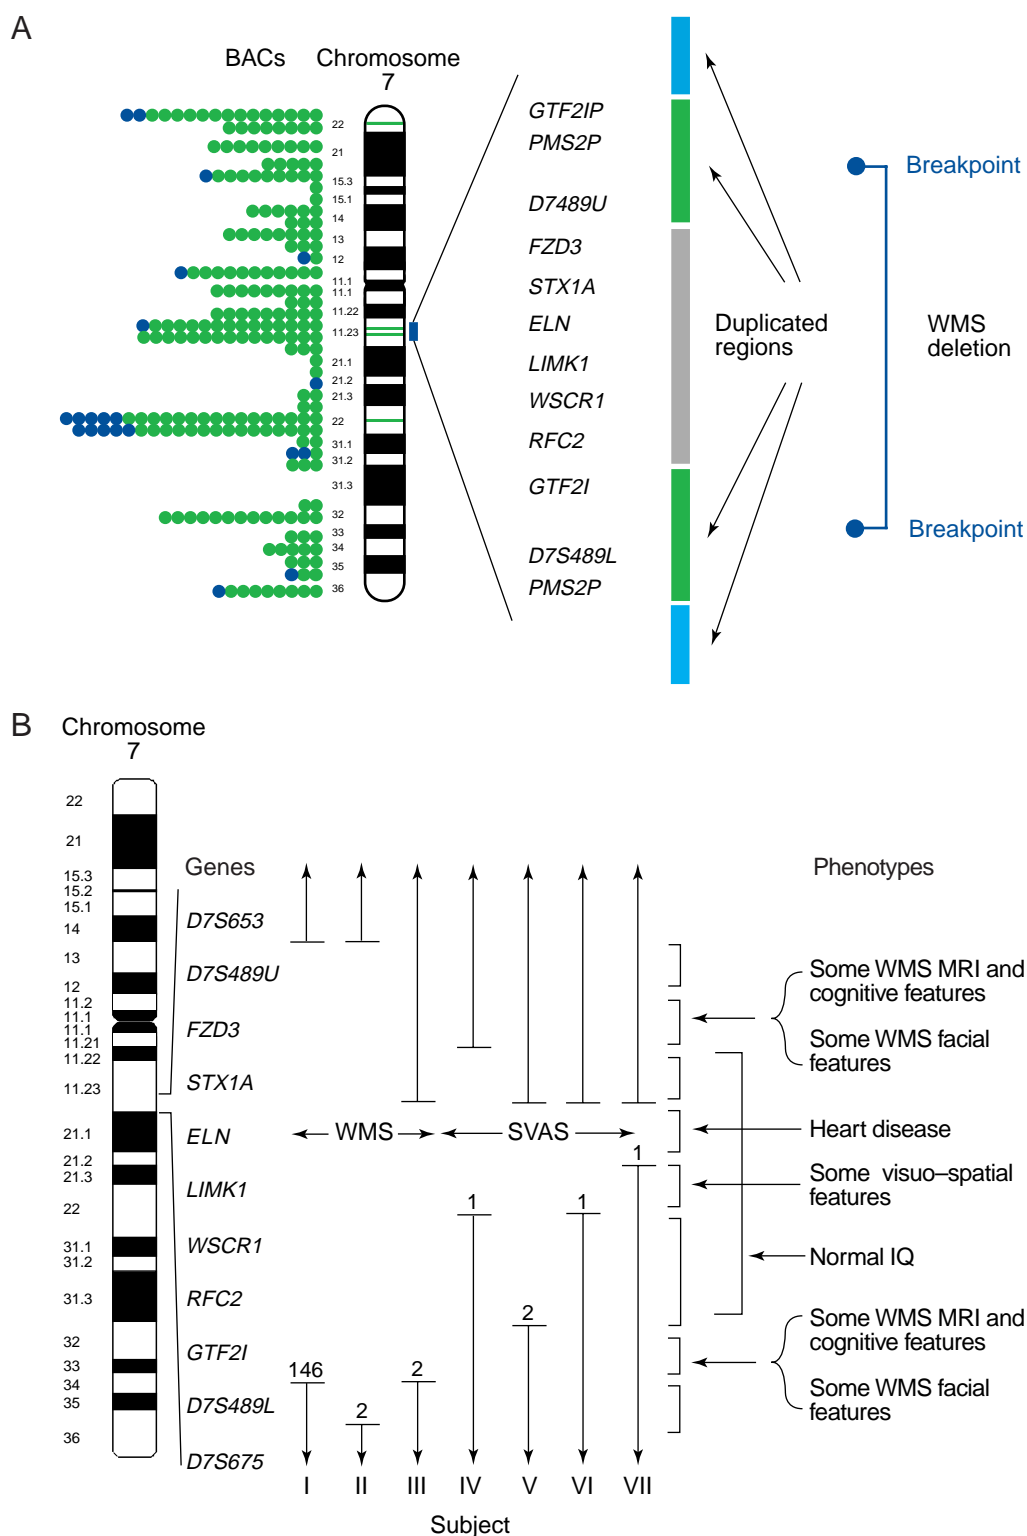 A
BACs
Chromosome
7
22
21
15.3
15.1
14
13
12
11.1
11.1
11.22
11.23
21.1
21.2
21.3
22
31.1
31.2
31.3
32
33
34
35
36
GTF2IP
PMS2P
D7489U
FZD3
STX1A
ELN
LIMK1
WSCR1
RFC2
GTF2I
D7S489L
PMS2P
Duplicated
regions
Breakpoint
WMS
deletion
Breakpoint
B
Chromosome
7
22
21
15.3
15.2
15.1
14
13
12
11.2
11.1
11.1
11.21
11.22
11.23
21.1
21.2
21.3
22
31.1
31.2
31.3
32
33
34
35
36
Genes
D7S653
D7S489U
FZD3
STX1A
ELN
LIMK1
WSCR1
RFC2
GTF2I
D7S489L
D7S675
WMS
SVAS
146
2
2
1
2
1
1
I
II
III
IV
V
VI
VII
Subject
Phenotypes
Some WMS MRI and
cognitive features
Some WMS facial
features
Heart disease
Some visuo–spatial
features
Normal IQ
Some WMS MRI and
cognitive features
Some WMS facial
features